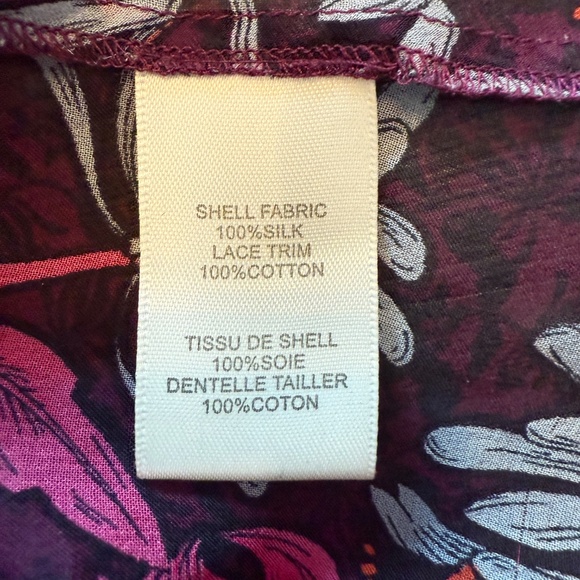 SHELL FABRIC
100%SILK
LACE TRIM
100%COTTON
TISSU DE SHELL
100%SOIE
DENTELLE TAILLER
100%COTON